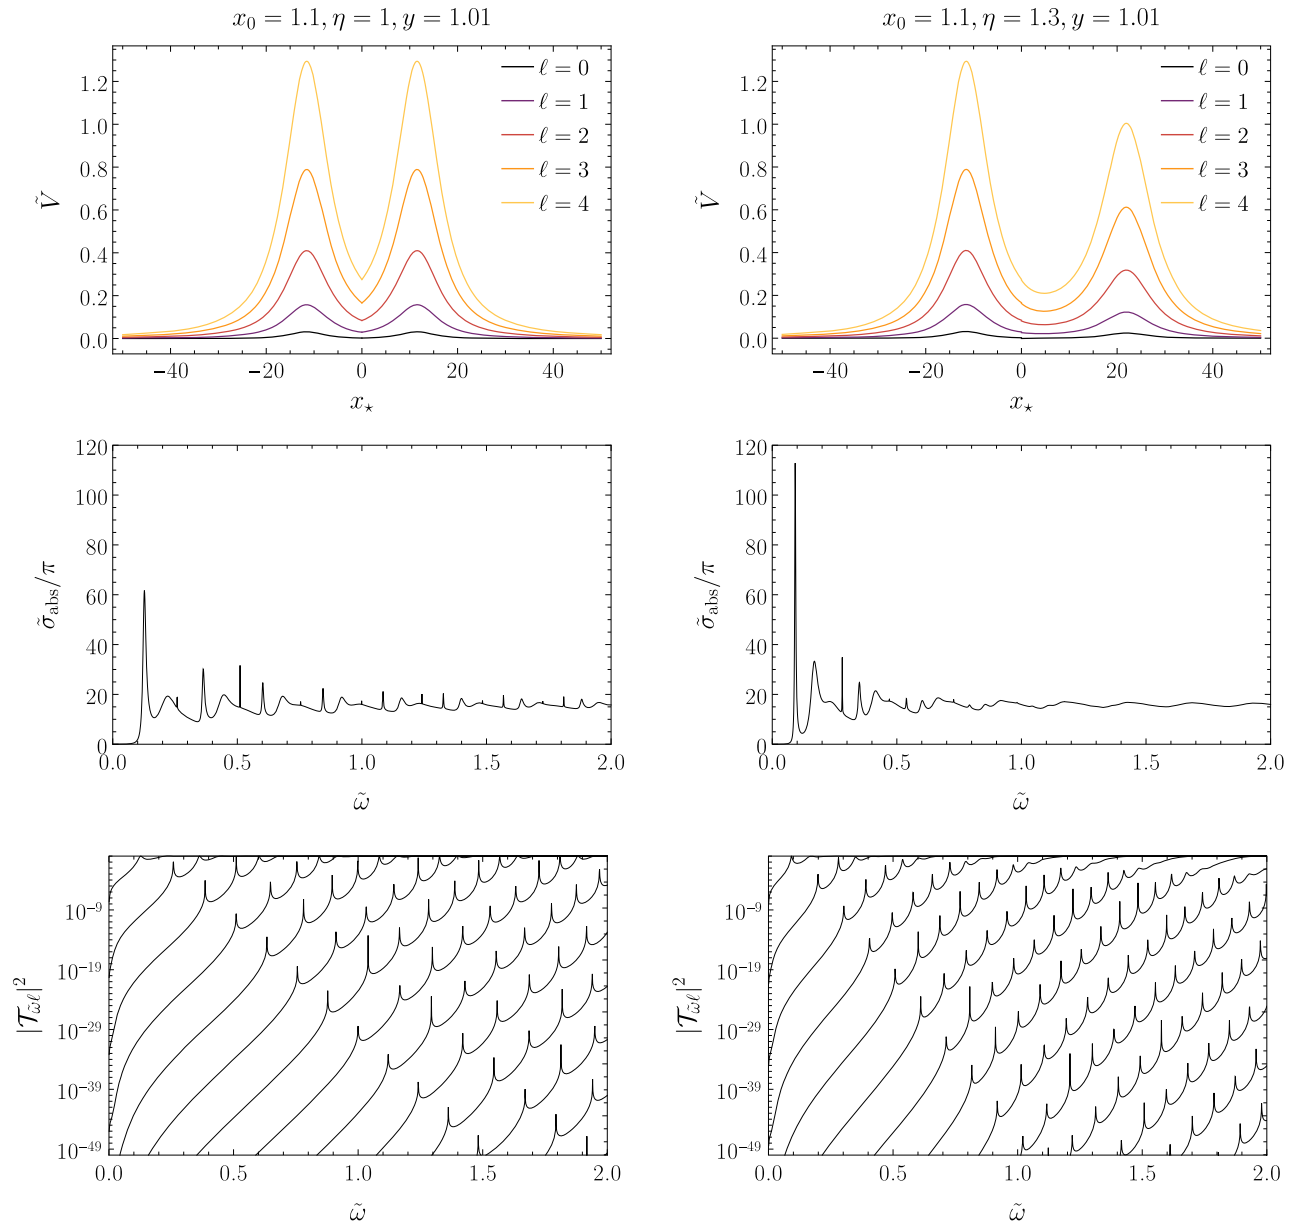 x₀ = 1.1, η = 1, y = 1.01
1.2
1.0
0.8
0.6
0.4
0.2
0.0
Ṽ
ℓ = 0
ℓ = 1
ℓ = 2
ℓ = 3
ℓ = 4
−40 −20 0 20 40
x⋆
x₀ = 1.1, η = 1.3, y = 1.01
1.2
1.0
0.8
0.6
0.4
0.2
0.0
Ṽ
ℓ = 0
ℓ = 1
ℓ = 2
ℓ = 3
ℓ = 4
−40 −20 0 20 40
x⋆
120
100
80
60
40
20
0
σ̃_abs/π
0.0 0.5 1.0 1.5 2.0
ω̃
120
100
80
60
40
20
0
σ̃_abs/π
0.0 0.5 1.0 1.5 2.0
ω̃
10⁻⁹
10⁻¹⁹
10⁻²⁹
10⁻³⁹
10⁻⁴⁹
|𝒯_ω̃ℓ|²
0.0 0.5 1.0 1.5 2.0
ω̃
10⁻⁹
10⁻¹⁹
10⁻²⁹
10⁻³⁹
10⁻⁴⁹
|𝒯_ω̃ℓ|²
0.0 0.5 1.0 1.5 2.0
ω̃